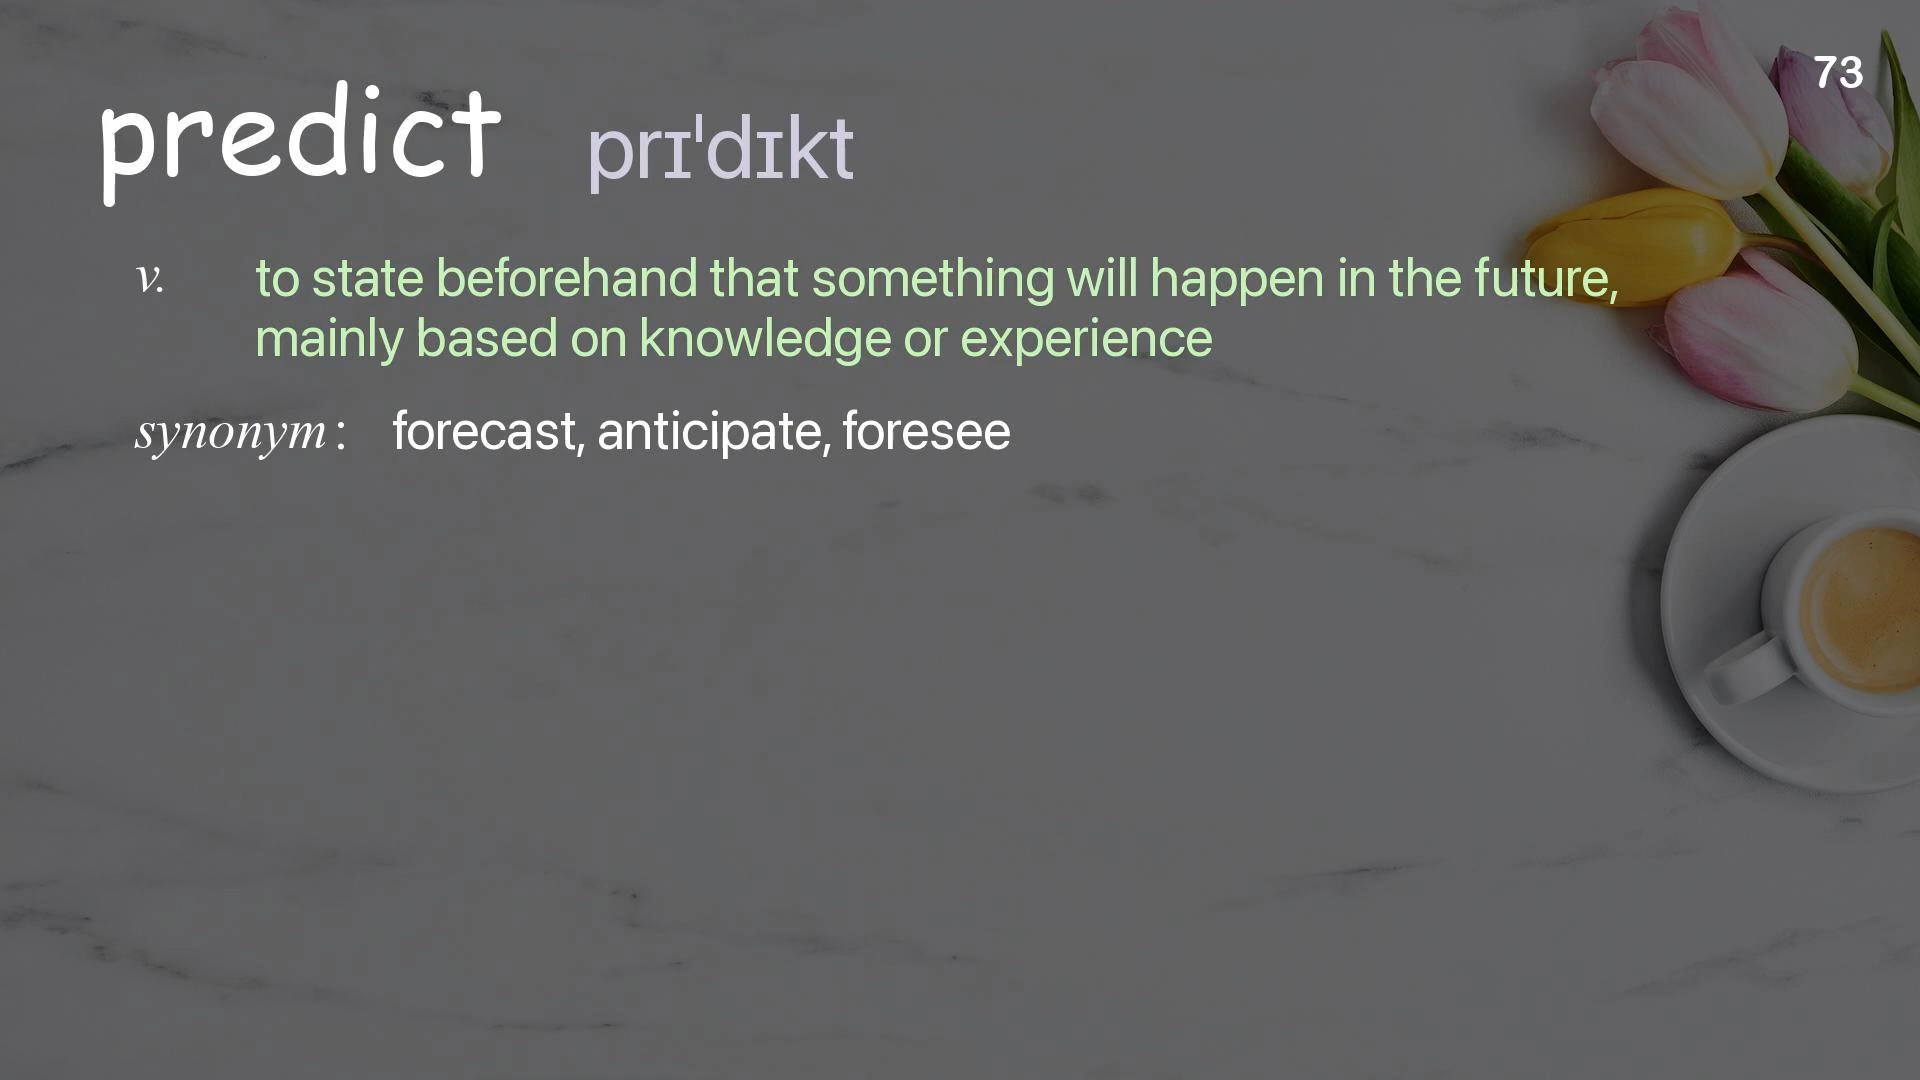 73
predict prɪˈdɪkt
v. to state beforehand that something will happen in the future,
mainly based on knowledge or experience
synonym : forecast, anticipate, foresee